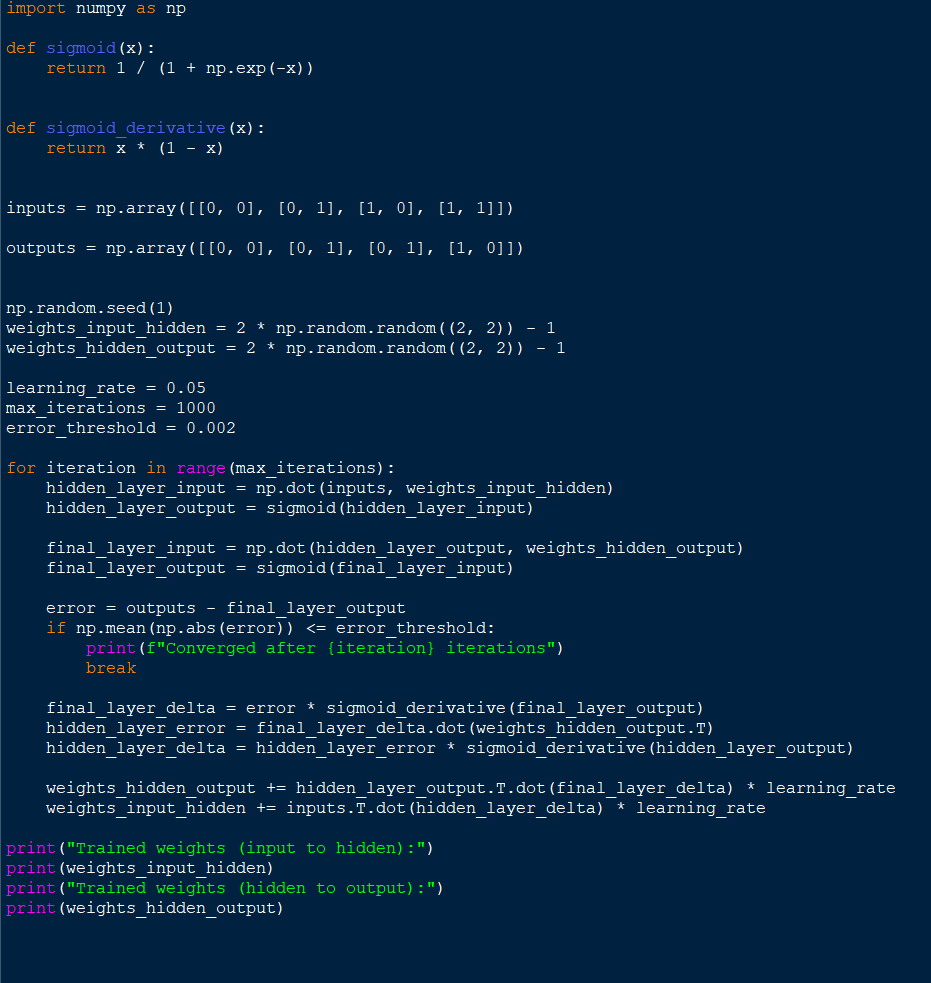 import numpy as np
def sigmoid(x):
    return 1 / (1 + np.exp(-x))
def sigmoid_derivative(x):
    return x * (1 - x)
inputs = np.array([[0, 0], [0, 1], [1, 0], [1, 1]])
outputs = np.array([[0, 0], [0, 1], [0, 1], [1, 0]])
np.random.seed(1)
weights_input_hidden = 2 * np.random.random((2, 2)) - 1
weights_hidden_output = 2 * np.random.random((2, 2)) - 1
learning_rate = 0.05
max_iterations = 1000
error_threshold = 0.002
for iteration in range(max_iterations):
    hidden_layer_input = np.dot(inputs, weights_input_hidden)
    hidden_layer_output = sigmoid(hidden_layer_input)
    final_layer_input = np.dot(hidden_layer_output, weights_hidden_output)
    final_layer_output = sigmoid(final_layer_input)
    error = outputs - final_layer_output
    if np.mean(np.abs(error)) <= error_threshold:
        print(f"Converged after {iteration} iterations")
        break
    final_layer_delta = error * sigmoid_derivative(final_layer_output)
    hidden_layer_error = final_layer_delta.dot(weights_hidden_output.T)
    hidden_layer_delta = hidden_layer_error * sigmoid_derivative(hidden_layer_output)
    weights_hidden_output += hidden_layer_output.T.dot(final_layer_delta) * learning_rate
    weights_input_hidden += inputs.T.dot(hidden_layer_delta) * learning_rate
print("Trained weights (input to hidden):")
print(weights_input_hidden)
print("Trained weights (hidden to output):")
print(weights_hidden_output)